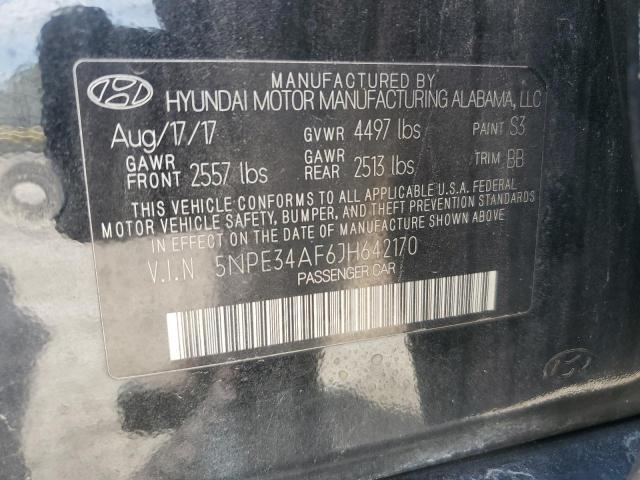 MANUFACTURED BY
HYUNDAI MOTOR MANUFACTURING ALABAMA, LLC
Aug/17/17 GVWR 4497 lbs PAINT S3
GAWR FRONT 2557 lbs GAWR REAR 2513 lbs TRIM BB
THIS VEHICLE CONFORMS TO ALL APPLICABLE U.S.A. FEDERAL
MOTOR VEHICLE SAFETY, BUMPER, AND THEFT PREVENTION STANDARDS
IN EFFECT ON THE DATE OF MANUFACTURE SHOWN ABOVE
V.I.N 5NPE34AF6JH642170
PASSENGER CAR